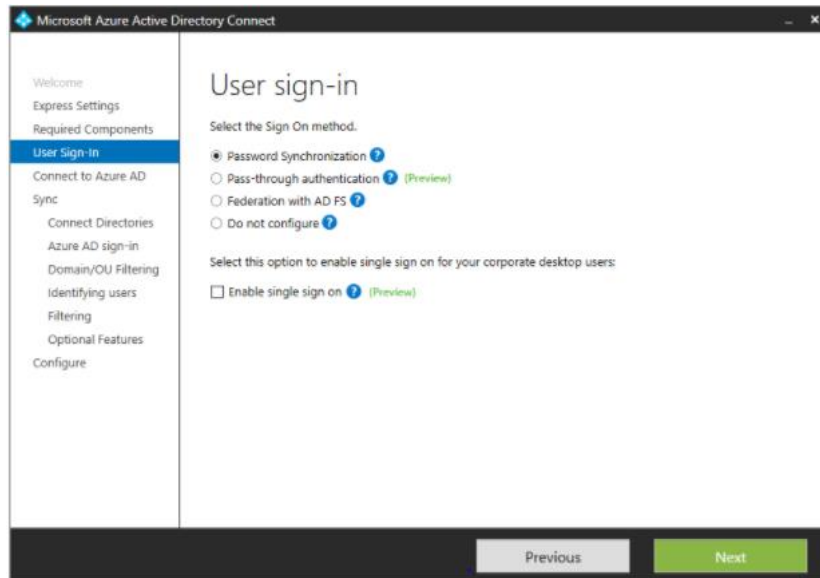 Microsoft Azure Active Directory Connect
Welcome
Express Settings
Required Components
User Sign-In
Connect to Azure AD
Sync
Connect Directories
Azure AD sign-in
Domain/OU Filtering
Identifying users
Filtering
Optional Features
Configure
User sign-in
Select the Sign On method.
Password Synchronization ?
Pass-through authentication ? (Preview)
Federation with AD FS ?
Do not configure ?
Select this option to enable single sign on for your corporate desktop users:
Enable single sign on ? (Preview)
Previous
Next